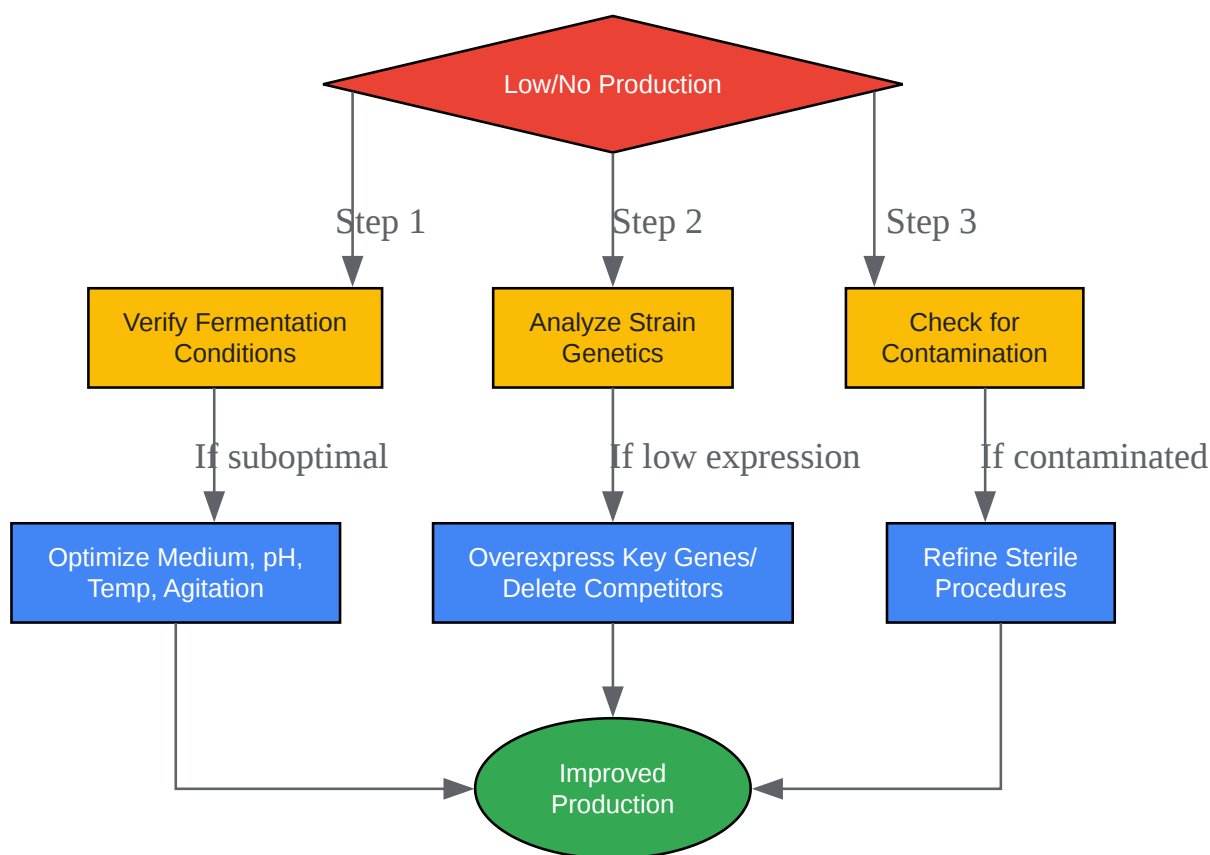 Low/No Production
Step 1
Step 2
Step 3
Verify Fermentation
Conditions
Analyze Strain
Genetics
Check for
Contamination
If suboptimal
If low expression
If contaminated
Optimize Medium, pH,
Temp, Agitation
Overexpress Key Genes/
Delete Competitors
Refine Sterile
Procedures
Improved
Production